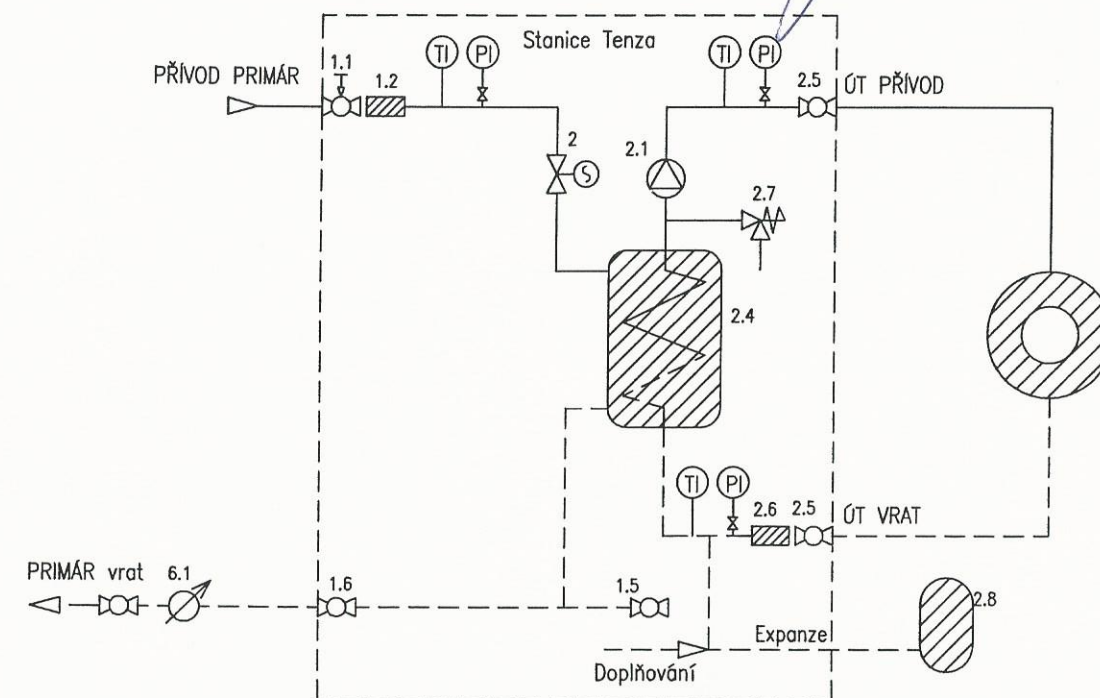 Stanice Tenza
TI
PI
TI
PI
PŘÍVOD PRIMÁR
1.1
1.2
2.5
ÚT PŘÍVOD
2
S
2.1
2.7
2.4
TI
PI
2.6
2.5
ÚT VRAT
PRIMÁR vrat
6.1
1.6
1.5
2.8
Expanze
Doplňování